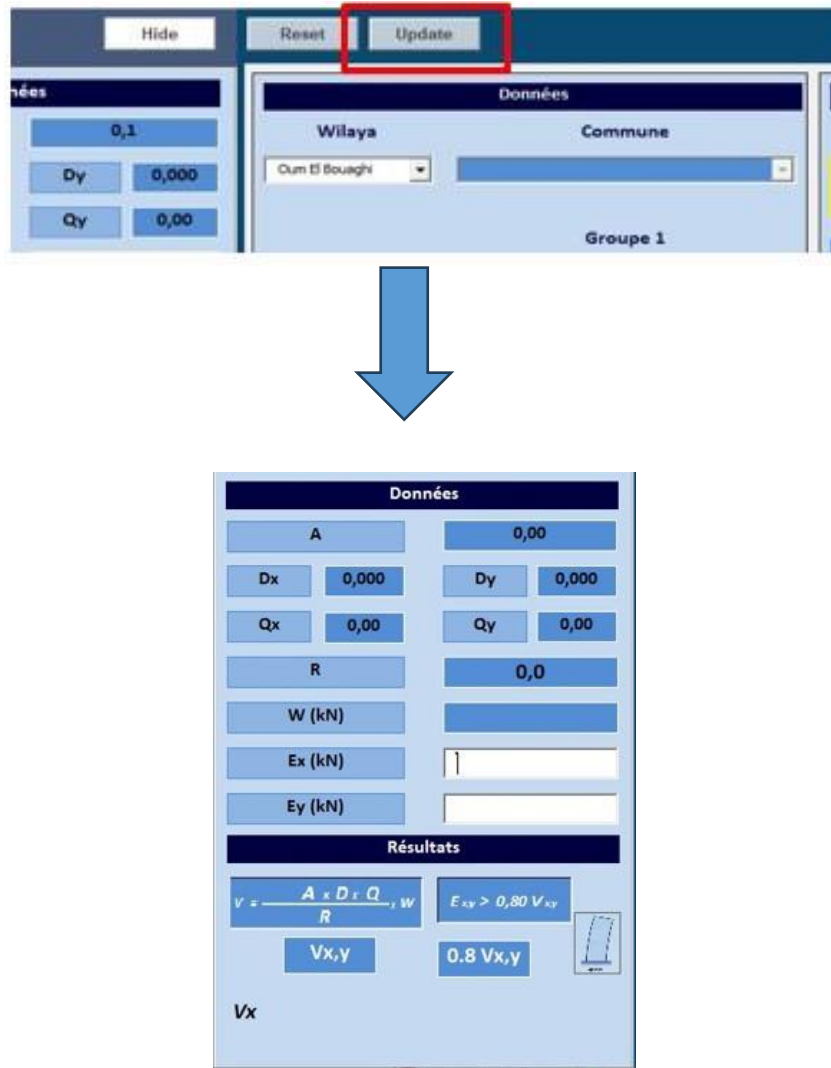 Hide Reset Update
nées Données
0,1 Wilaya Commune
Dy 0,000 Oum El Bouaghi
Qy 0,00 Groupe 1
Données
A 0,00
Dx 0,000 Dy 0,000
Qx 0,00 Qy 0,00
R 0,0
W (kN)
Ex (kN)
Ey (kN)
Résultats
V = A x D x Q / R x W E x,y > 0,80 V x,y
Vx,y 0.8 Vx,y
Vx